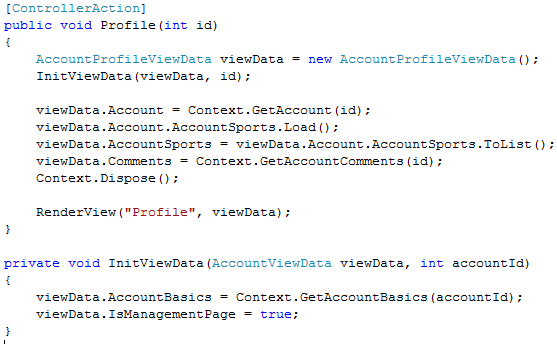 [ControllerAction]
public void Profile(int id)
{
    AccountProfileViewData viewData = new AccountProfileViewData();
    InitViewData(viewData, id);

    viewData.Account = Context.GetAccount(id);
    viewData.Account.AccountSports.Load();
    viewData.AccountSports = viewData.Account.AccountSports.ToList();
    viewData.Comments = Context.GetAccountComments(id);
    Context.Dispose();

    RenderView("Profile", viewData);
}

private void InitViewData(AccountViewData viewData, int accountId)
{
    viewData.AccountBasics = Context.GetAccountBasics(accountId);
    viewData.IsManagementPage = true;
}